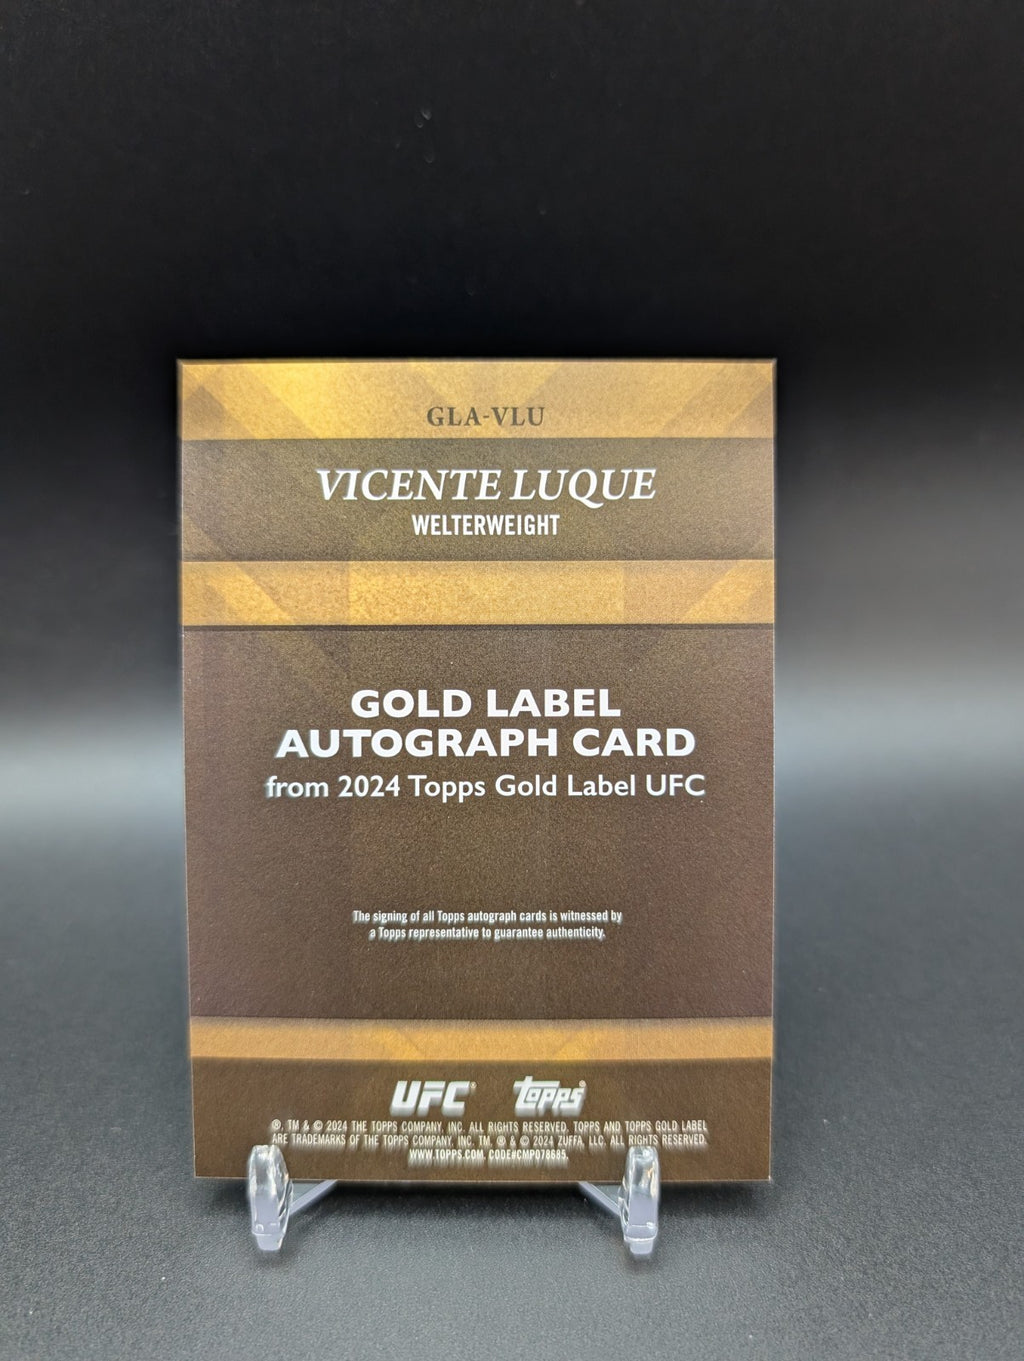 GLA-VLU
VICENTE LUQUE
WELTERWEIGHT
GOLD LABEL
AUTOGRAPH CARD
from 2024 Topps Gold Label UFC
The signing of all Topps autograph cards is witnessed by
a Topps representative to guarantee authenticity.
UFC® Topps®
®, TM & © 2024 THE TOPPS COMPANY, INC. ALL RIGHTS RESERVED. TOPPS AND TOPPS GOLD LABEL
ARE TRADEMARKS OF THE TOPPS COMPANY, INC. TM, ® & © 2024 ZUFFA, LLC. ALL RIGHTS RESERVED.
WWW.TOPPS.COM. CODE#CMP078685.